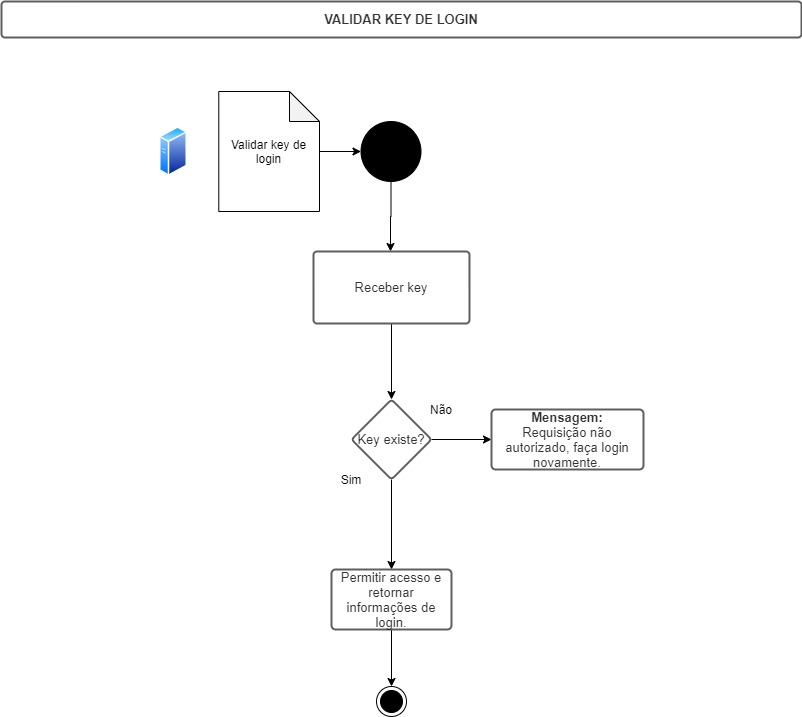 VALIDAR KEY DE LOGIN
Validar key de
login
Receber key
Não
Key existe?
Mensagem:
Requisição não
autorizado, faça login
novamente.
Sim
Permitir acesso e
retornar
informações de
login.